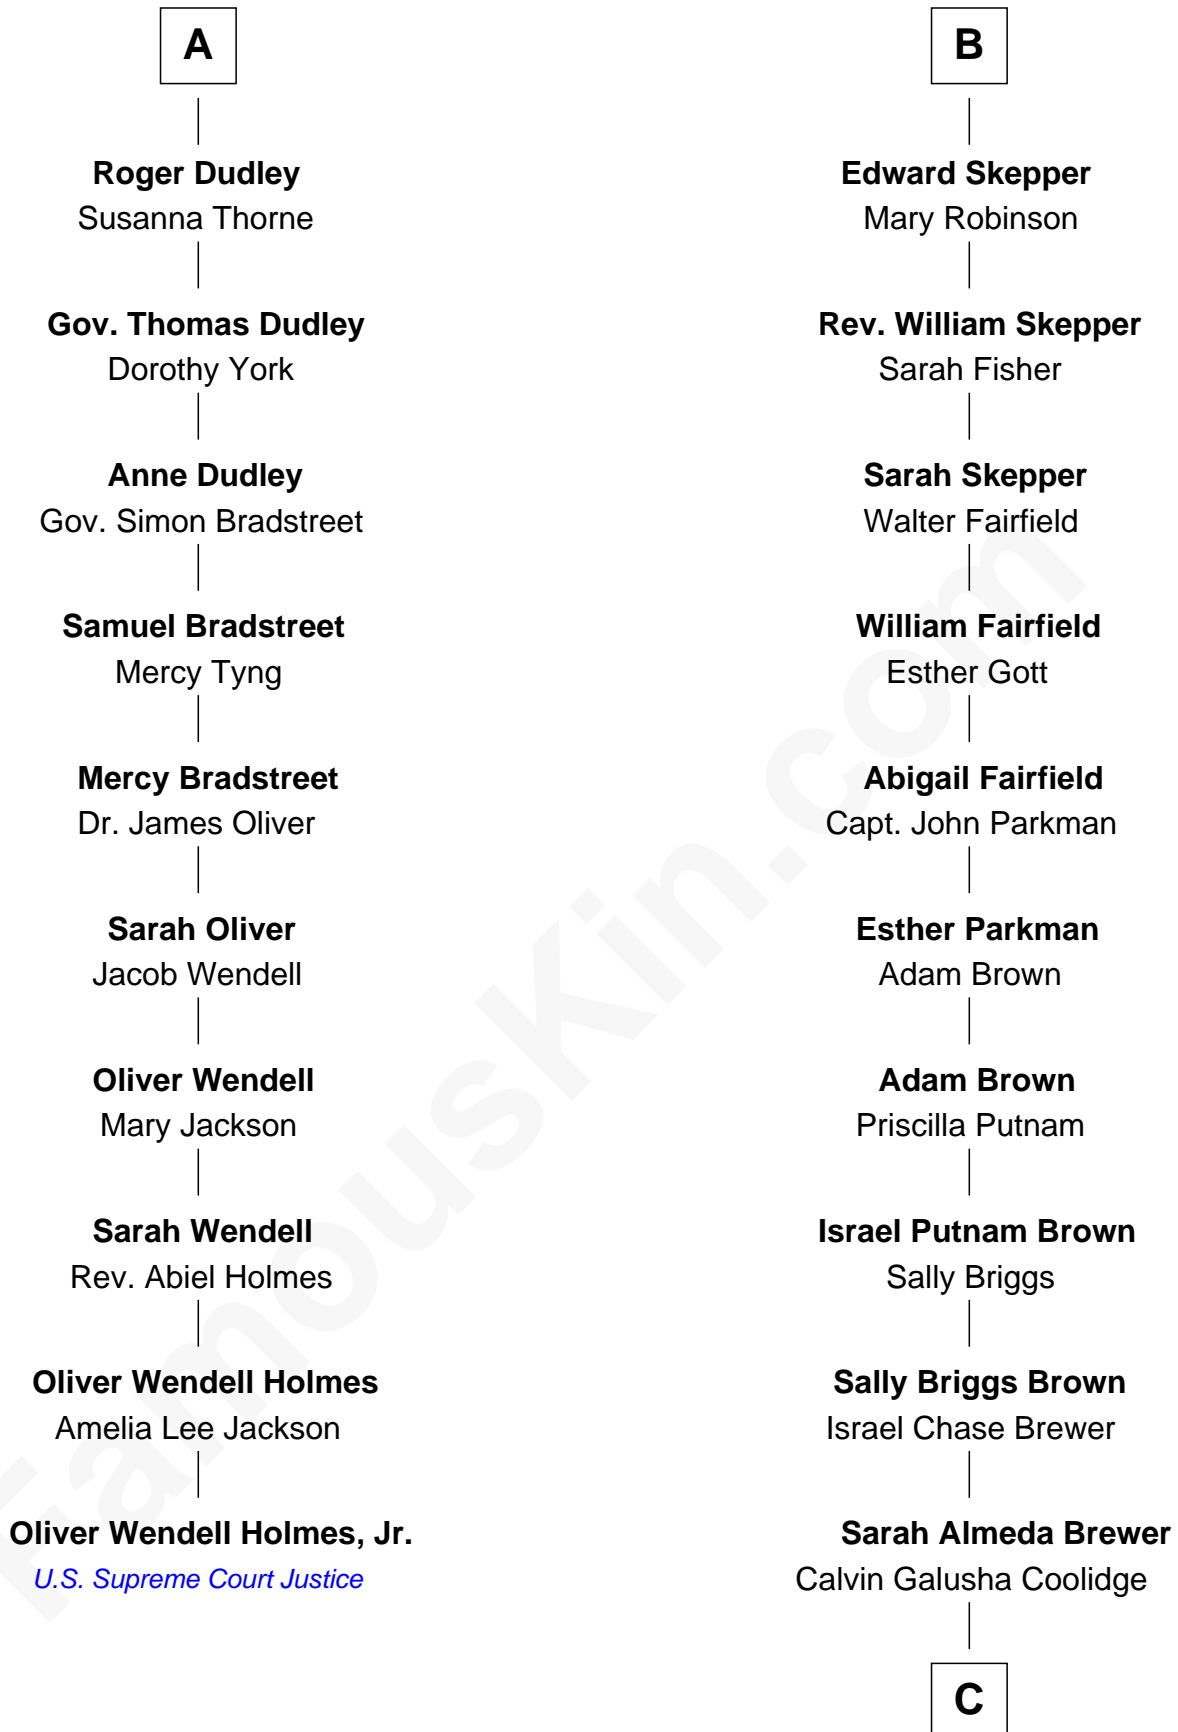 A
Roger Dudley
Susanna Thorne
Gov. Thomas Dudley
Dorothy York
Anne Dudley
Gov. Simon Bradstreet
Samuel Bradstreet
Mercy Tyng
Mercy Bradstreet
Dr. James Oliver
Sarah Oliver
Jacob Wendell
Oliver Wendell
Mary Jackson
Sarah Wendell
Rev. Abiel Holmes
Oliver Wendell Holmes
Amelia Lee Jackson
Oliver Wendell Holmes, Jr.
U.S. Supreme Court Justice
B
Edward Skepper
Mary Robinson
Rev. William Skepper
Sarah Fisher
Sarah Skepper
Walter Fairfield
William Fairfield
Esther Gott
Abigail Fairfield
Capt. John Parkman
Esther Parkman
Adam Brown
Adam Brown
Priscilla Putnam
Israel Putnam Brown
Sally Briggs
Sally Briggs Brown
Israel Chase Brewer
Sarah Almeda Brewer
Calvin Galusha Coolidge
C
FamousKin.com